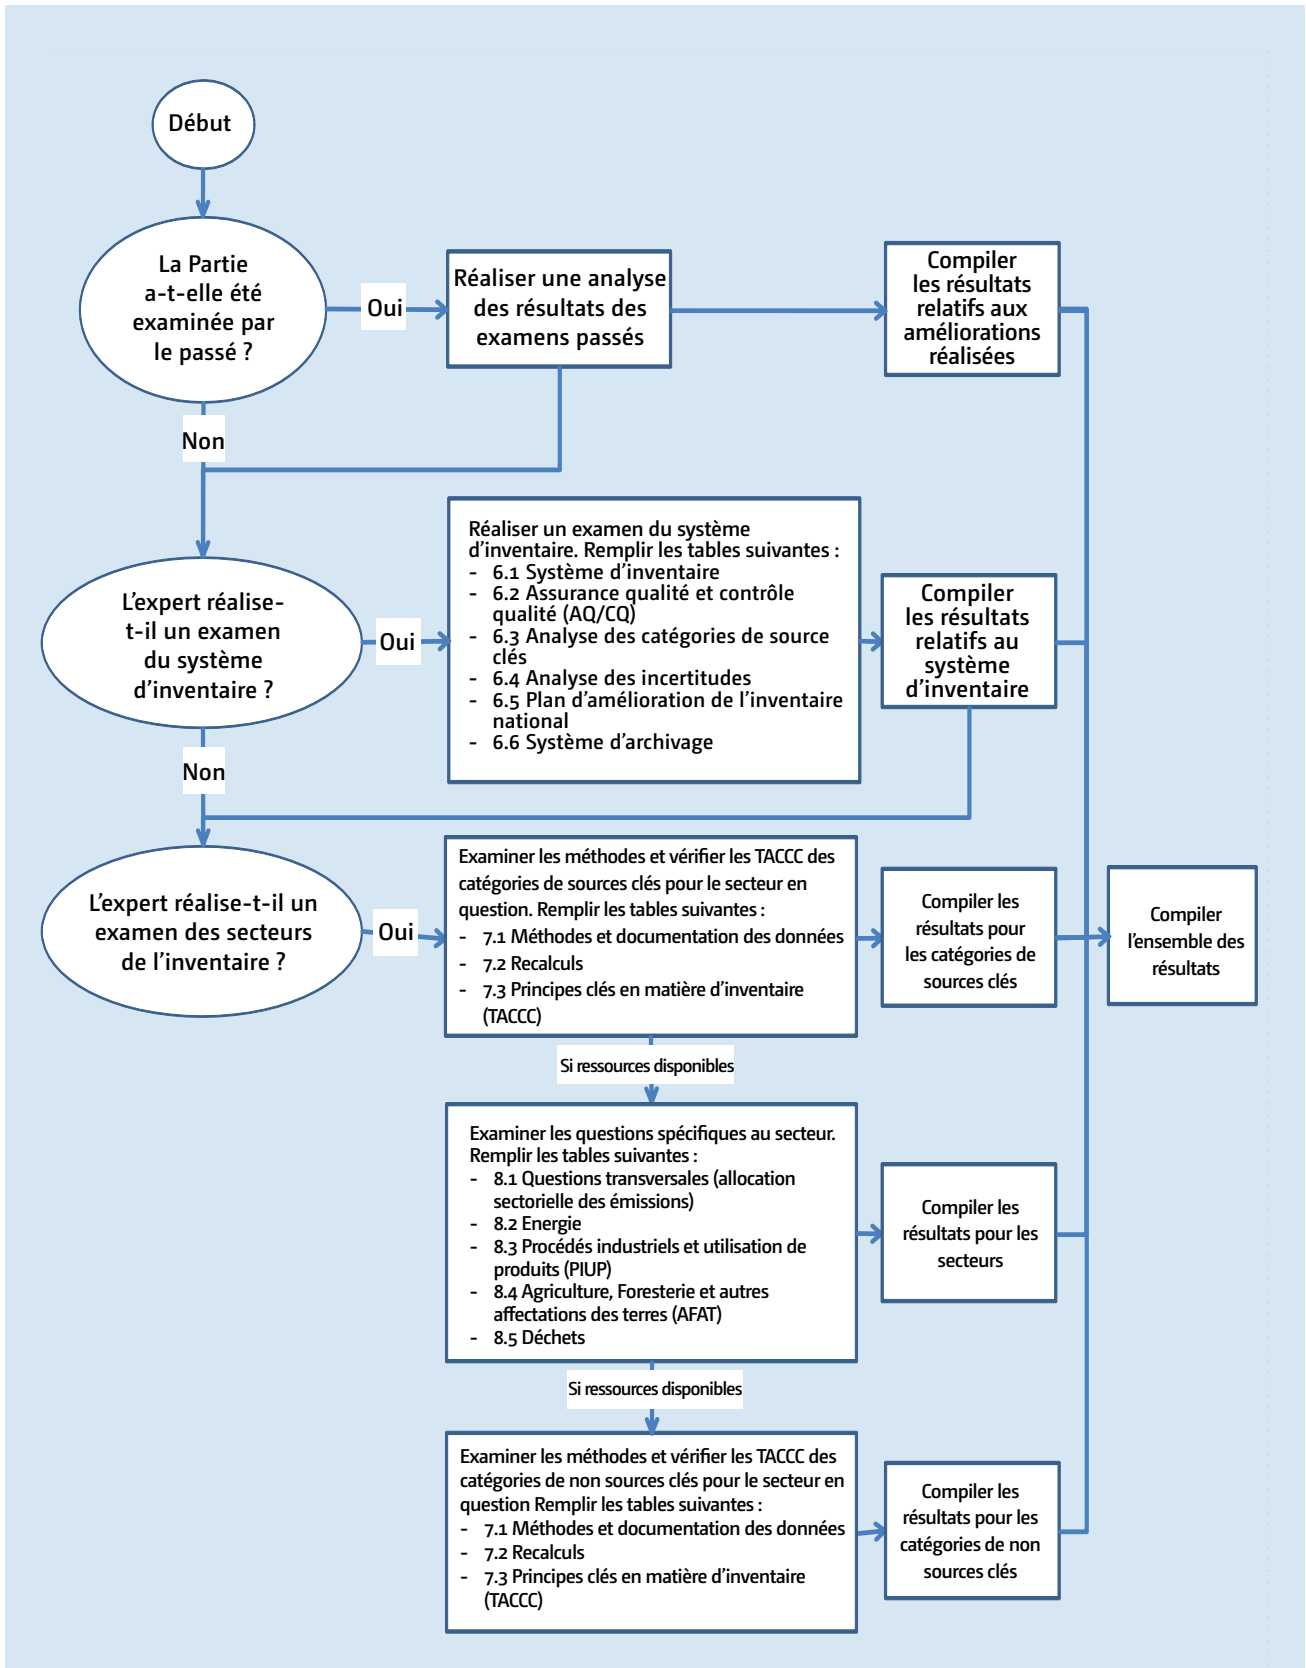 Début
La Partie
a-t-elle été
examinée par
le passé ?
Oui
Réaliser une analyse
des résultats des
examens passés
Compiler
les résultats
relatifs aux
améliorations
réalisées
Non
L'expert réalise-
t-il un examen
du système
d'inventaire ?
Oui
Réaliser un examen du système
d'inventaire. Remplir les tables suivantes :
- 6.1 Système d'inventaire
- 6.2 Assurance qualité et contrôle
qualité (AQ/CQ)
- 6.3 Analyse des catégories de source
clés
- 6.4 Analyse des incertitudes
- 6.5 Plan d'amélioration de l'inventaire
national
- 6.6 Système d'archivage
Compiler
les résultats
relatifs au
système
d'inventaire
Non
L'expert réalise-t-il un
examen des secteurs
de l'inventaire ?
Oui
Examiner les méthodes et vérifier les TACCC des
catégories de sources clés pour le secteur en
question. Remplir les tables suivantes :
- 7.1 Méthodes et documentation des données
- 7.2 Recalculs
- 7.3 Principes clés en matière d'inventaire
(TACCC)
Compiler les
résultats pour
les catégories de
sources clés
Compiler
l'ensemble des
résultats
Si ressources disponibles
Examiner les questions spécifiques au secteur.
Remplir les tables suivantes :
- 8.1 Questions transversales (allocation
sectorielle des émissions)
- 8.2 Energie
- 8.3 Procédés industriels et utilisation de
produits (PIUP)
- 8.4 Agriculture, Foresterie et autres
affectations des terres (AFAT)
- 8.5 Déchets
Compiler les
résultats pour les
secteurs
Si ressources disponibles
Examiner les méthodes et vérifier les TACCC des
catégories de non sources clés pour le secteur en
question Remplir les tables suivantes :
- 7.1 Méthodes et documentation des données
- 7.2 Recalculs
- 7.3 Principes clés en matière d'inventaire
(TACCC)
Compiler les
résultats pour les
catégories de non
sources clés